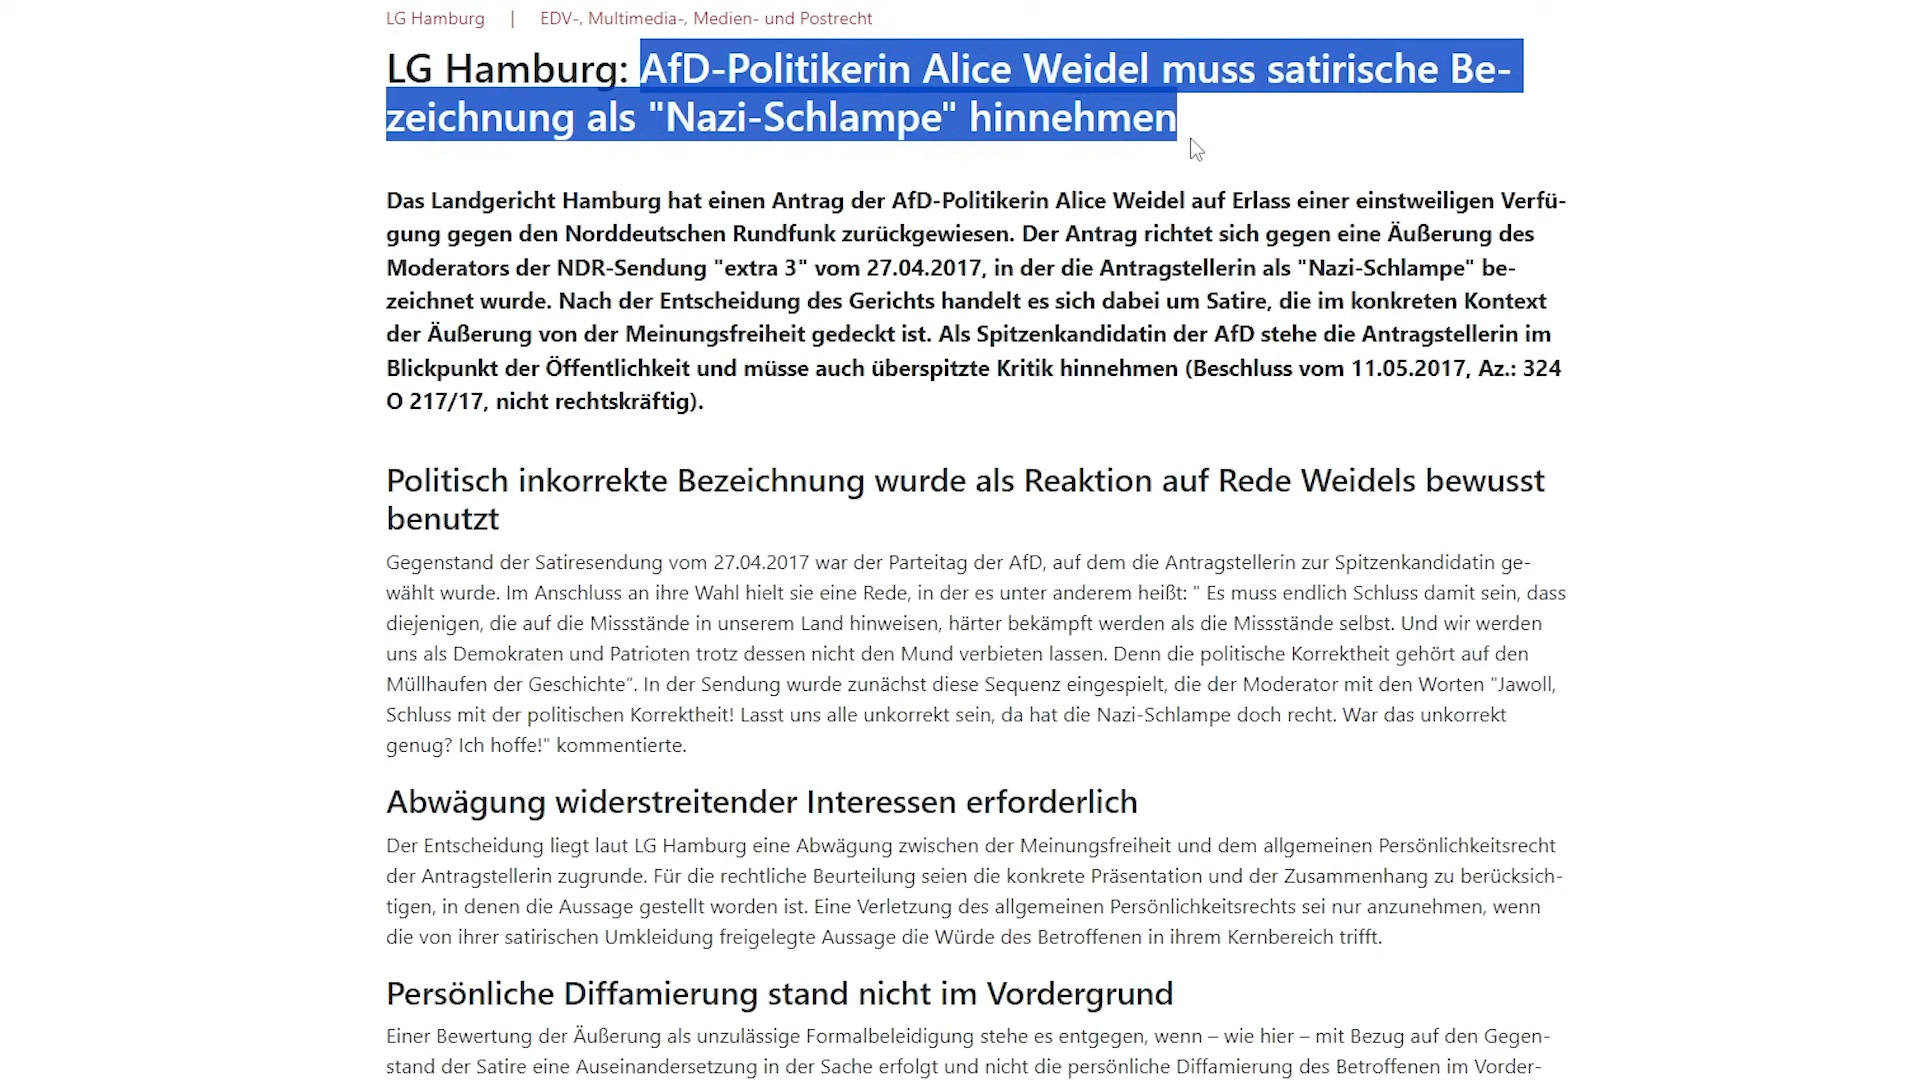 LG Hamburg | EDV-, Multimedia-, Medien- und Postrecht
LG Hamburg: AfD-Politikerin Alice Weidel muss satirische Be-
zeichnung als "Nazi-Schlampe" hinnehmen
Das Landgericht Hamburg hat einen Antrag der AfD-Politikerin Alice Weidel auf Erlass einer einstweiligen Verfü-
gung gegen den Norddeutschen Rundfunk zurückgewiesen. Der Antrag richtet sich gegen eine Äußerung des
Moderators der NDR-Sendung "extra 3" vom 27.04.2017, in der die Antragstellerin als "Nazi-Schlampe" be-
zeichnet wurde. Nach der Entscheidung des Gerichts handelt es sich dabei um Satire, die im konkreten Kontext
der Äußerung von der Meinungsfreiheit gedeckt ist. Als Spitzenkandidatin der AfD stehe die Antragstellerin im
Blickpunkt der Öffentlichkeit und müsse auch überspitzte Kritik hinnehmen (Beschluss vom 11.05.2017, Az.: 324
O 217/17, nicht rechtskräftig).
Politisch inkorrekte Bezeichnung wurde als Reaktion auf Rede Weidels bewusst
benutzt
Gegenstand der Satiresendung vom 27.04.2017 war der Parteitag der AfD, auf dem die Antragstellerin zur Spitzenkandidatin ge-
wählt wurde. Im Anschluss an ihre Wahl hielt sie eine Rede, in der es unter anderem heißt: " Es muss endlich Schluss damit sein, dass
diejenigen, die auf die Missstände in unserem Land hinweisen, härter bekämpft werden als die Missstände selbst. Und wir werden
uns als Demokraten und Patrioten trotz dessen nicht den Mund verbieten lassen. Denn die politische Korrektheit gehört auf den
Müllhaufen der Geschichte“. In der Sendung wurde zunächst diese Sequenz eingespielt, die der Moderator mit den Worten "Jawoll,
Schluss mit der politischen Korrektheit! Lasst uns alle unkorrekt sein, da hat die Nazi-Schlampe doch recht. War das unkorrekt
genug? Ich hoffe!" kommentierte.
Abwägung widerstreitender Interessen erforderlich
Der Entscheidung liegt laut LG Hamburg eine Abwägung zwischen der Meinungsfreiheit und dem allgemeinen Persönlichkeitsrecht
der Antragstellerin zugrunde. Für die rechtliche Beurteilung seien die konkrete Präsentation und der Zusammenhang zu berücksich-
tigen, in denen die Aussage gestellt worden ist. Eine Verletzung des allgemeinen Persönlichkeitsrechts sei nur anzunehmen, wenn
die von ihrer satirischen Umkleidung freigelegte Aussage die Würde des Betroffenen in ihrem Kernbereich trifft.
Persönliche Diffamierung stand nicht im Vordergrund
Einer Bewertung der Äußerung als unzulässige Formalbeleidigung stehe es entgegen, wenn – wie hier – mit Bezug auf den Gegen-
stand der Satire eine Auseinandersetzung in der Sache erfolgt und nicht die persönliche Diffamierung des Betroffenen im Vorder-